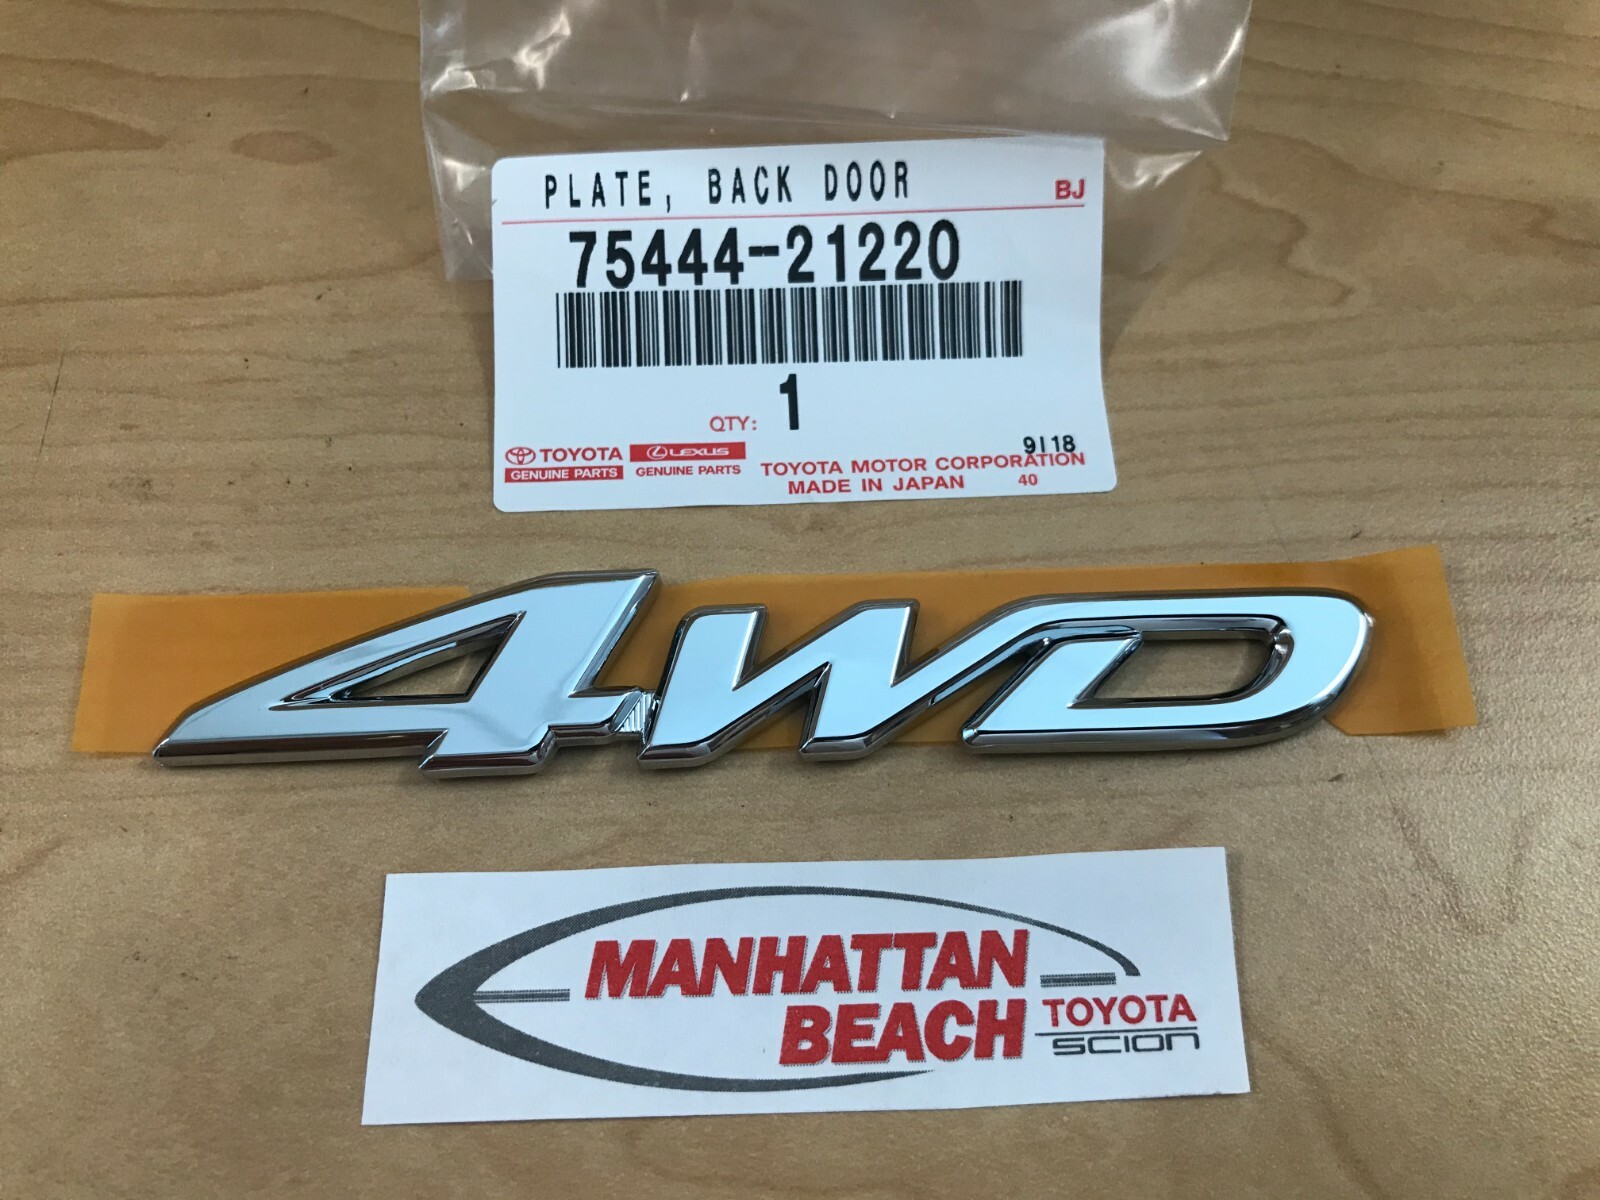 PLATE, BACK DOOR BJ
75444-21220
QTY: 1
9I18
TOYOTA LEXUS
GENUINE PARTS GENUINE PARTS
TOYOTA MOTOR CORPORATION
MADE IN JAPAN 40
4WD
MANHATTAN
BEACH
TOYOTA
SCION